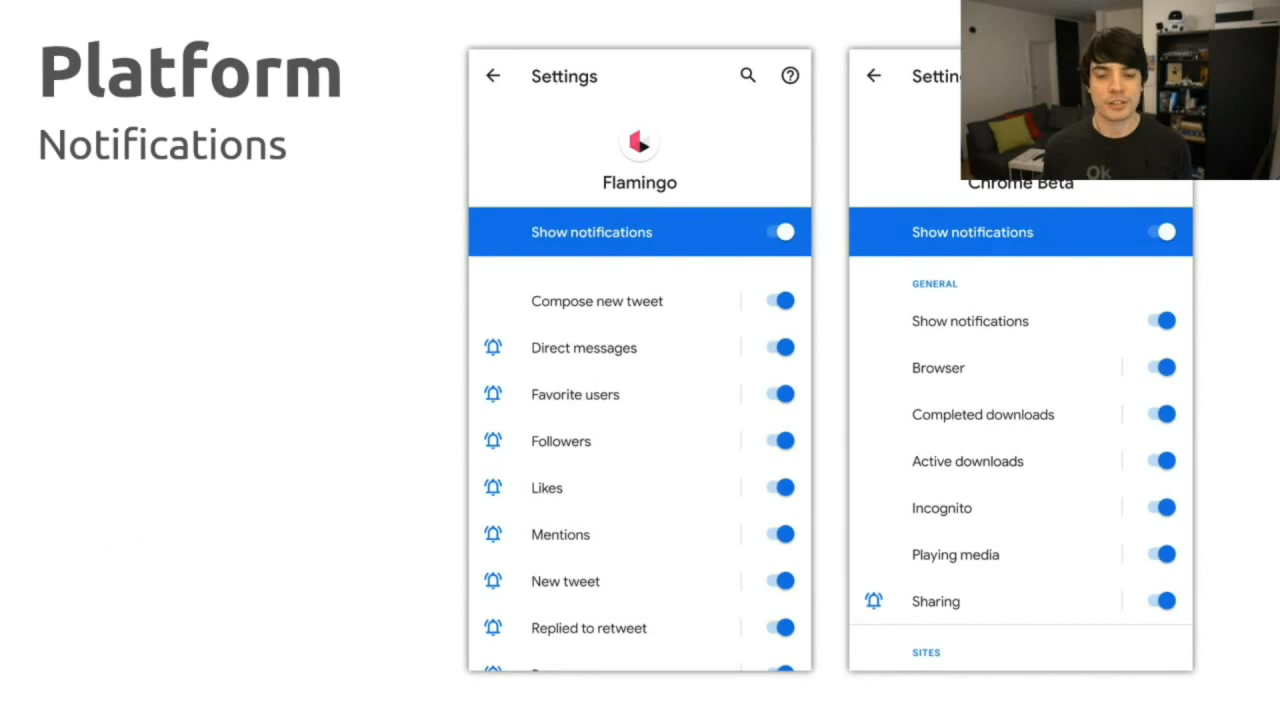 Platform
Notifications
Settings
Flamingo
Show notifications
Compose new tweet
Direct messages
Favorite users
Followers
Likes
Mentions
New tweet
Replied to retweet
Settin
Chrome Beta
Show notifications
GENERAL
Show notifications
Browser
Completed downloads
Active downloads
Incognito
Playing media
Sharing
SITES
Ok